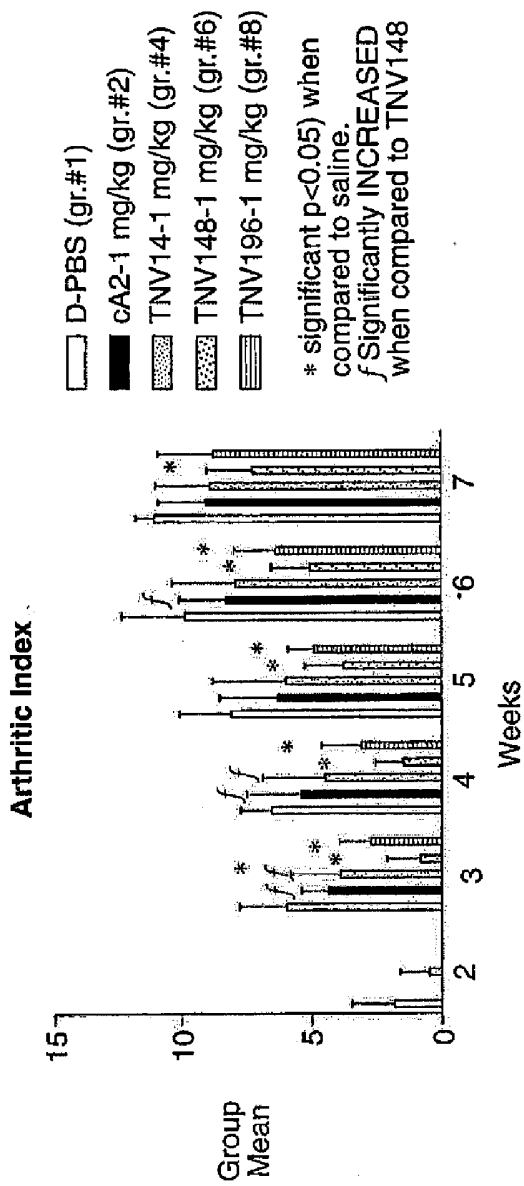 Arthritic Index
Group
Mean
15
10
5
0
2
3
4
5
6
7
Weeks
f
f
*
*
*
f
f
*
*
*
*
f
*
*
*
D-PBS (gr.#1)
cA2-1 mg/kg (gr.#2)
TNV14-1 mg/kg (gr.#4)
TNV148-1 mg/kg (gr.#6)
TNV196-1 mg/kg (gr.#8)
* significant p<0.05) when
compared to saline.
f Significantly INCREASED
when compared to TNV148